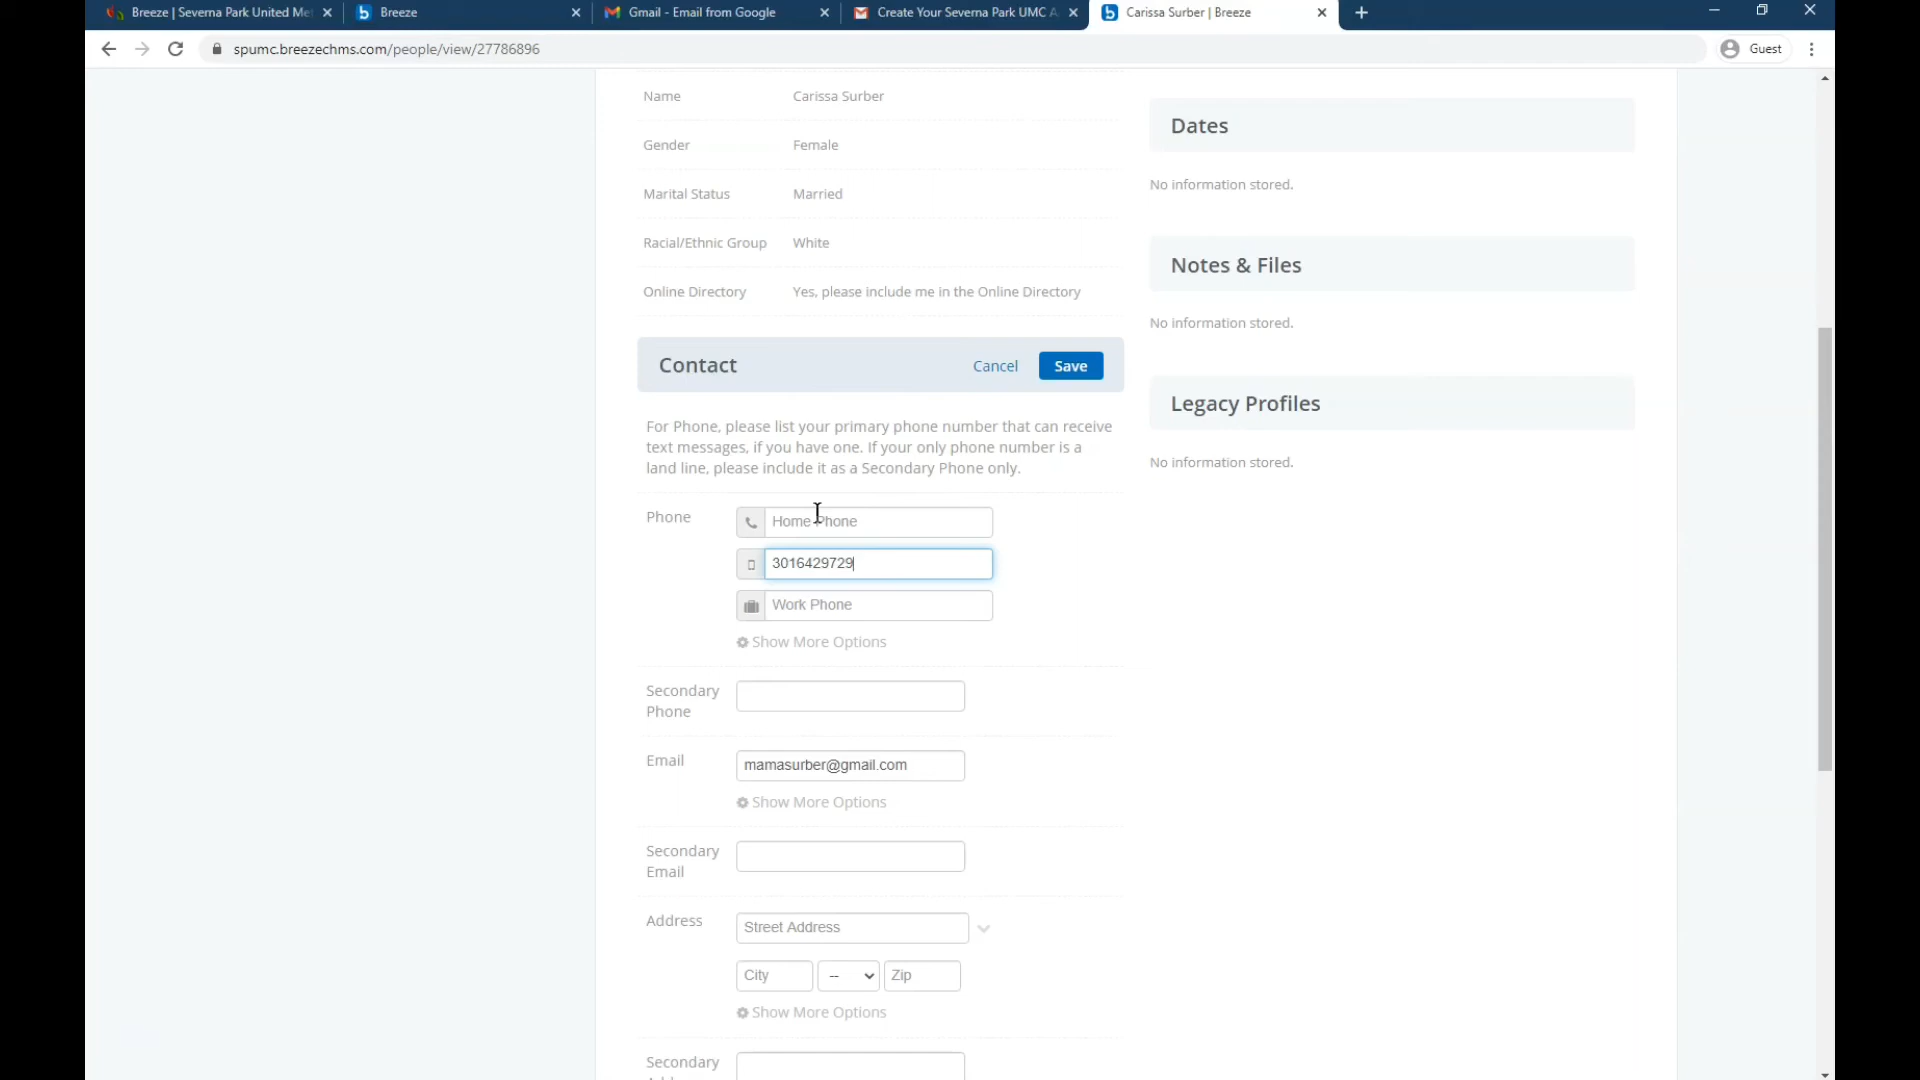 Breeze | Severna Park United Me
Breeze
Gmail - Email from Google
Create Your Severna Park UMC A
Carissa Surber | Breeze
spumc.breezechms.com/people/view/27786896
Guest
Name Carissa Surber
Gender Female
Marital Status Married
Racial/Ethnic Group White
Online Directory Yes, please include me in the Online Directory
Contact Cancel Save
For Phone, please list your primary phone number that can receive
text messages, if you have one. If your only phone number is a
land line, please include it as a Secondary Phone only.
Phone Home Phone
3016429729
Work Phone
Show More Options
Secondary
Phone
Email mamasurber@gmail.com
Show More Options
Secondary
Email
Address Street Address
City -- Zip
Show More Options
Secondary
Dates
No information stored.
Notes & Files
No information stored.
Legacy Profiles
No information stored.